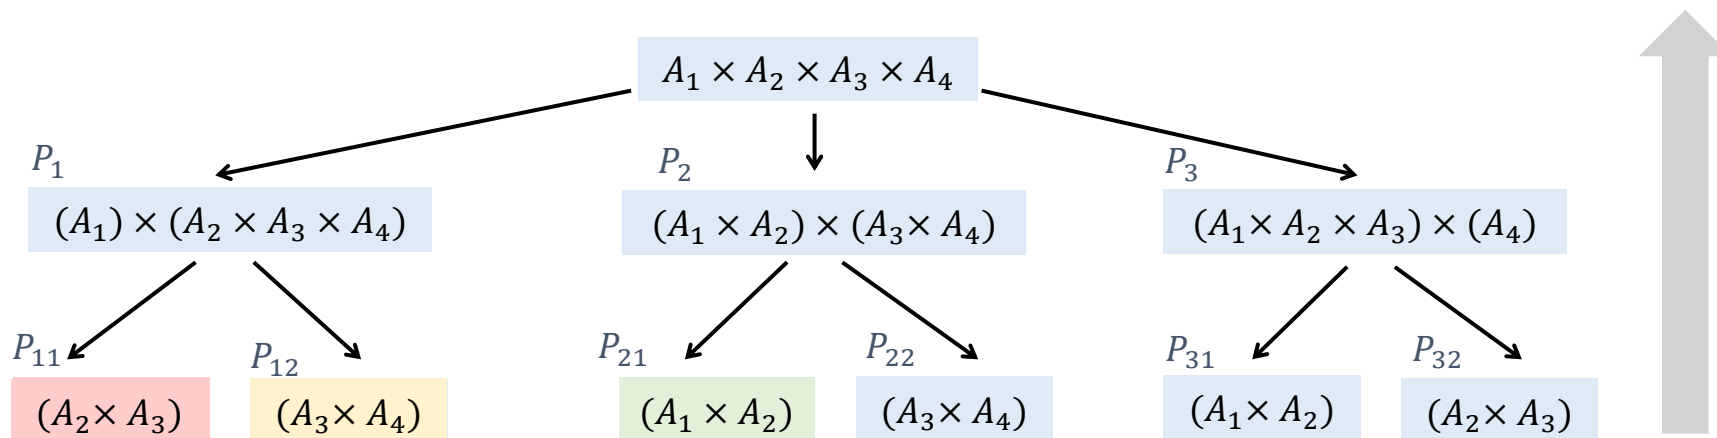 A₁ × A₂ × A₃ × A₄
P₁
P₂
P₃
(A₁) × (A₂ × A₃ × A₄)
(A₁ × A₂) × (A₃× A₄)
(A₁× A₂ × A₃) × (A₄)
P₁₁
P₁₂
P₂₁
P₂₂
P₃₁
P₃₂
(A₂× A₃)
(A₃× A₄)
(A₁ × A₂)
(A₃× A₄)
(A₁× A₂)
(A₂× A₃)